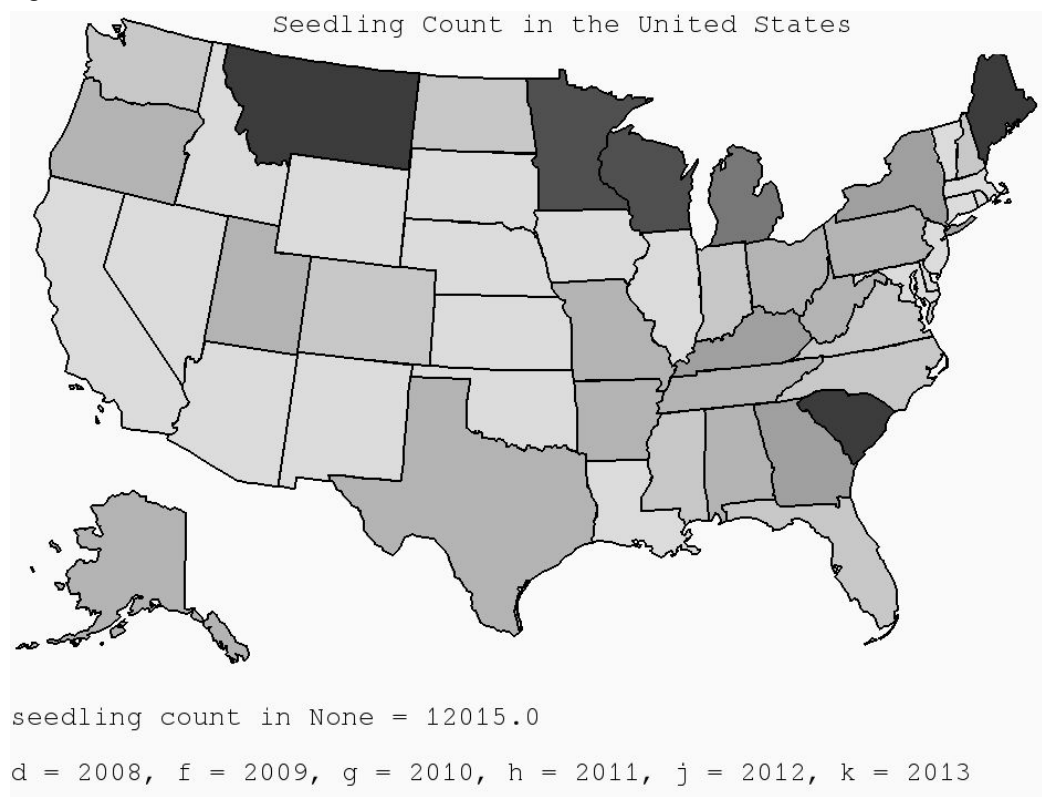 Seedling Count in the United States
seedling count in None = 12015.0
d = 2008, f = 2009, g = 2010, h = 2011, j = 2012, k = 2013